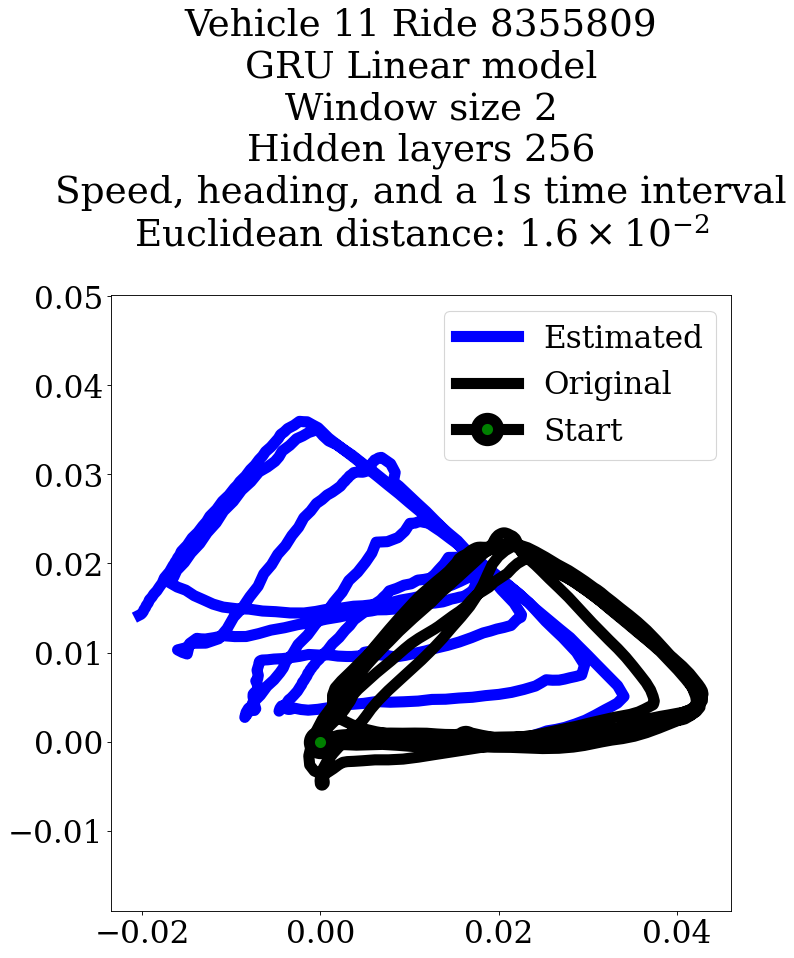 Vehicle 11 Ride 8355809
GRU Linear model
Window size 2
Hidden layers 256
Speed, heading, and a 1s time interval
Euclidean distance: 1.6 × 10⁻²
0.05
Estimated
0.04
Original
Start
0.03
0.02
0.01
0.00
−0.01
−0.02 0.00 0.02 0.04